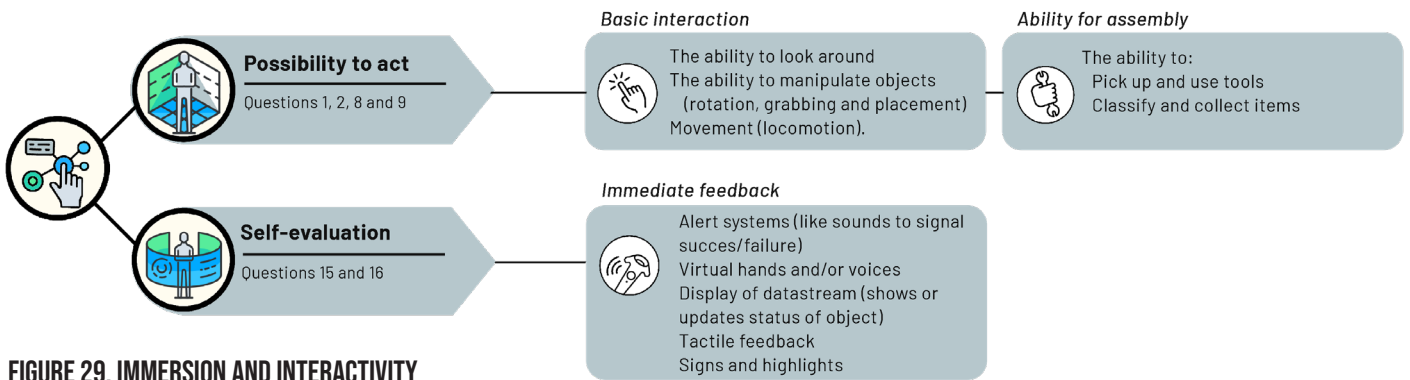 Possibility to act
Questions 1, 2, 8 and 9
Basic interaction
The ability to look around
The ability to manipulate objects
(rotation, grabbing and placement)
Movement (locomotion).
Ability for assembly
The ability to:
Pick up and use tools
Classify and collect items
Self-evaluation
Questions 15 and 16
Immediate feedback
Alert systems (like sounds to signal
succes/failure)
Virtual hands and/or voices
Display of datastream (shows or
updates status of object)
Tactile feedback
Signs and highlights
FIGURE 29. IMMERSION AND INTERACTIVITY